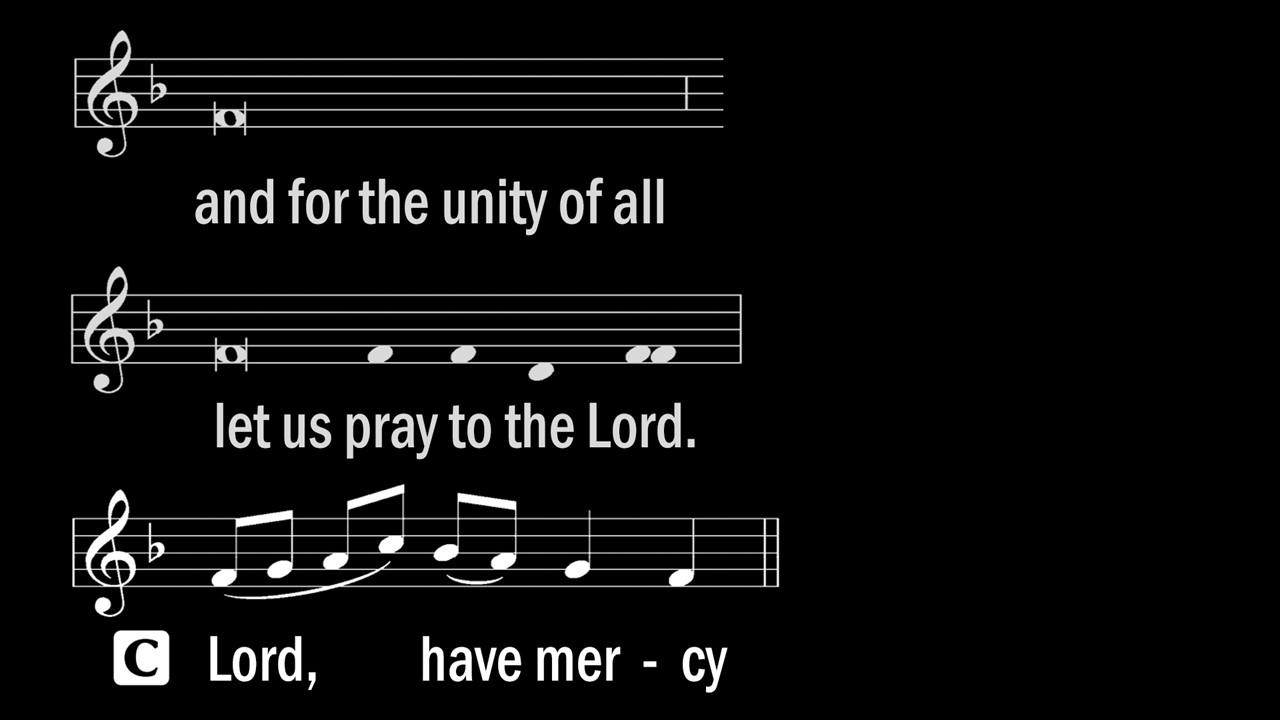 and for the unity of all
let us pray to the Lord.
C Lord, have mer - cy